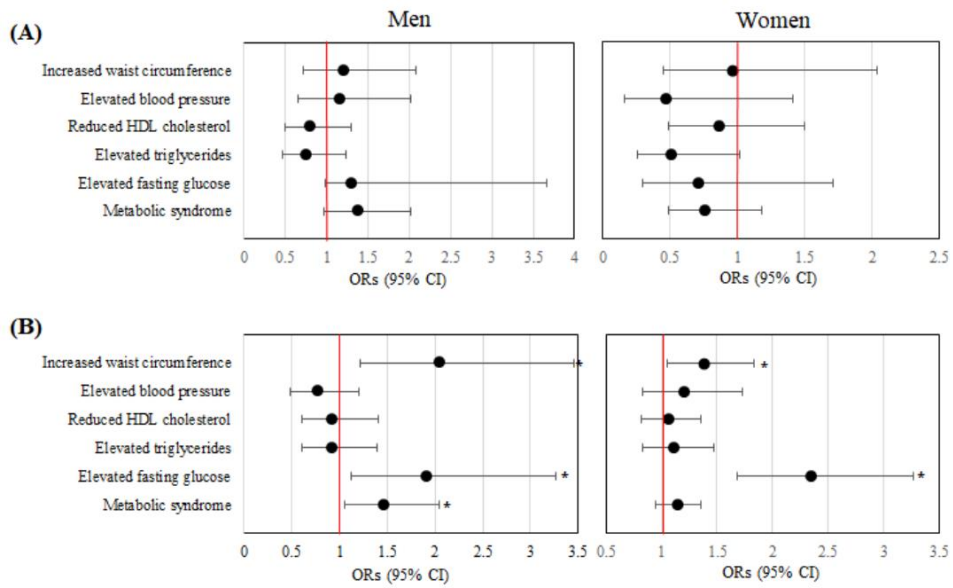 Men
Women
(A)
Increased waist circumference
Elevated blood pressure
Reduced HDL cholesterol
Elevated triglycerides
Elevated fasting glucose
Metabolic syndrome
0 0.5 1 1.5 2 2.5 3 3.5 4
0 0.5 1 1.5 2 2.5
ORs (95% CI)
ORs (95% CI)
(B)
Increased waist circumference
*
*
Elevated blood pressure
Reduced HDL cholesterol
Elevated triglycerides
Elevated fasting glucose
*
*
Metabolic syndrome
*
0 0.5 1 1.5 2 2.5 3 3.5
0.5 1 1.5 2 2.5 3 3.5
ORs (95% CI)
ORs (95% CI)